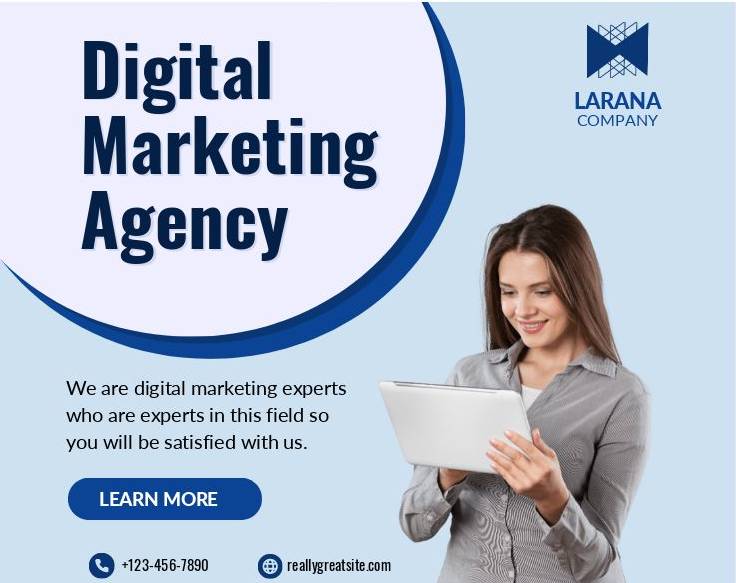 Digital
Marketing
Agency
LARANA
COMPANY
We are digital marketing experts
who are experts in this field so
you will be satisfied with us.
LEARN MORE
+123-456-7890
reallygreatsite.com